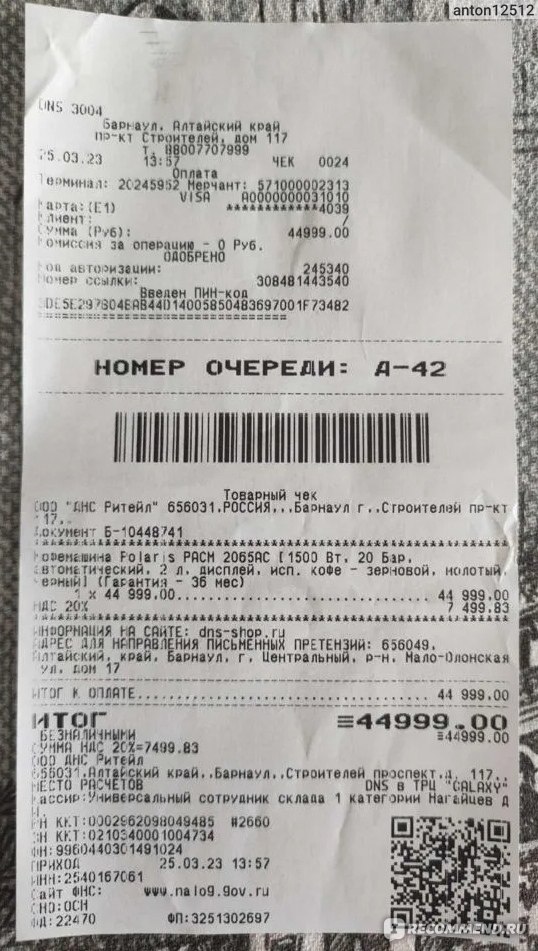 anton12512
DNS 3004
Барнаул, Алтайский край
пр-кт Строителей, дом 117
т. 88007707999
25.03.23 13:57 ЧЕК 0024
Оплата
Терминал: 20245952 Мерчант: 571000002313
VISA A0000000031010
Карта:(E1) ************4039
Клиент: /
Сумма (Руб): 44999.00
Комиссия за операцию - 0 Руб.
ОДОБРЕНО
Код авторизации: 245340
Номер ссылки: 308481443540
Введен ПИН-код
НОМЕР ОЧЕРЕДИ: Д-42
Товарный чек
ООО "ДНС Ритейл" 656031,РОССИЯ,,,Барнаул г.,Строителей пр-кт
117,,
Документ Б-10448741
Кофемашина Polaris PACM 2065AC [1500 Вт, 20 Бар,
автоматический, 2 л, дисплей, исп. кофе - зерновой, молотый,
черный] (Гарантия - 36 мес)
1 x 44 999.00 44 999.00
НДС 20% 7 499.83
ИНФОРМАЦИЯ НА САЙТЕ: dns-shop.ru
АДРЕС ДЛЯ НАПРАВЛЕНИЯ ПИСЬМЕННЫХ ПРЕТЕНЗИЙ: 656049,
Алтайский, край, Барнаул, г. Центральный, р-н, Мало-Олонская
ул, дом 17
ИТОГ К ОПЛАТЕ 44 999.00
ИТОГ ≡44999.00
БЕЗНАЛИЧНЫМИ ≡44999.00
СУММА НДС 20%=7499.83
ООО ДНС Ритейл
656031,Алтайский край,,Барнаул,,Строителей проспект,д. 117,,
МЕСТО РАСЧЕТОВ DNS в ТРЦ "GALAXY"
Кассир:Универсальный сотрудник склада 1 категории Нагайцев Д
И.
РН ККТ:0002962098049485 #2660
ЗН ККТ:0210340001004734
ФН:9960440301491024
ПРИХОД 25.03.23 13:57
ИНН:2540167061
Сайт ФНС: www.nalog.gov.ru
СНО:ОСН
ФД:22470 ФП:3251302697
RECOMMEND.RU